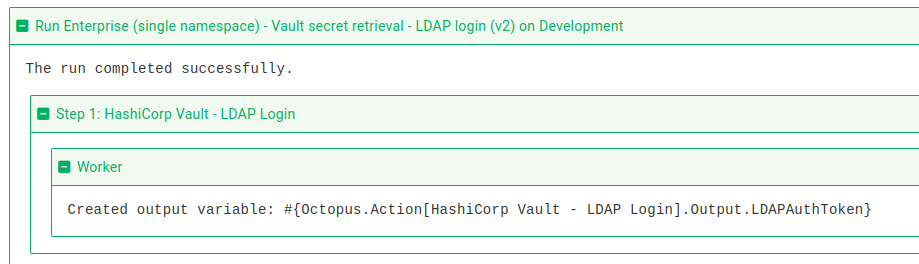 Run Enterprise (single namespace) - Vault secret retrieval - LDAP login (v2) on Development
The run completed successfully.
Step 1: HashiCorp Vault - LDAP Login
Worker
Created output variable: #{Octopus.Action[HashiCorp Vault - LDAP Login].Output.LDAPAuthToken}